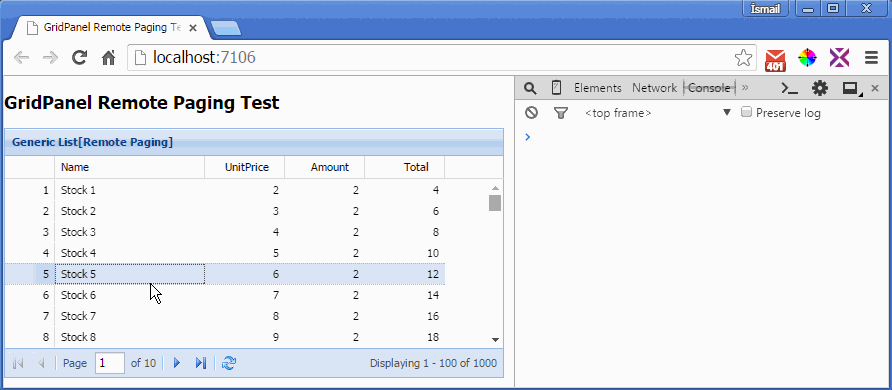 İsmail
GridPanel Remote Paging Te
localhost:7106
401
GridPanel Remote Paging Test
Generic List[Remote Paging]
Name UnitPrice Amount Total
1 Stock 1 2 2 4
2 Stock 2 3 2 6
3 Stock 3 4 2 8
4 Stock 4 5 2 10
5 Stock 5 6 2 12
6 Stock 6 7 2 14
7 Stock 7 8 2 16
8 Stock 8 9 2 18
Page 1 of 10 Displaying 1 - 100 of 1000
Elements Network Console »
<top frame> Preserve log